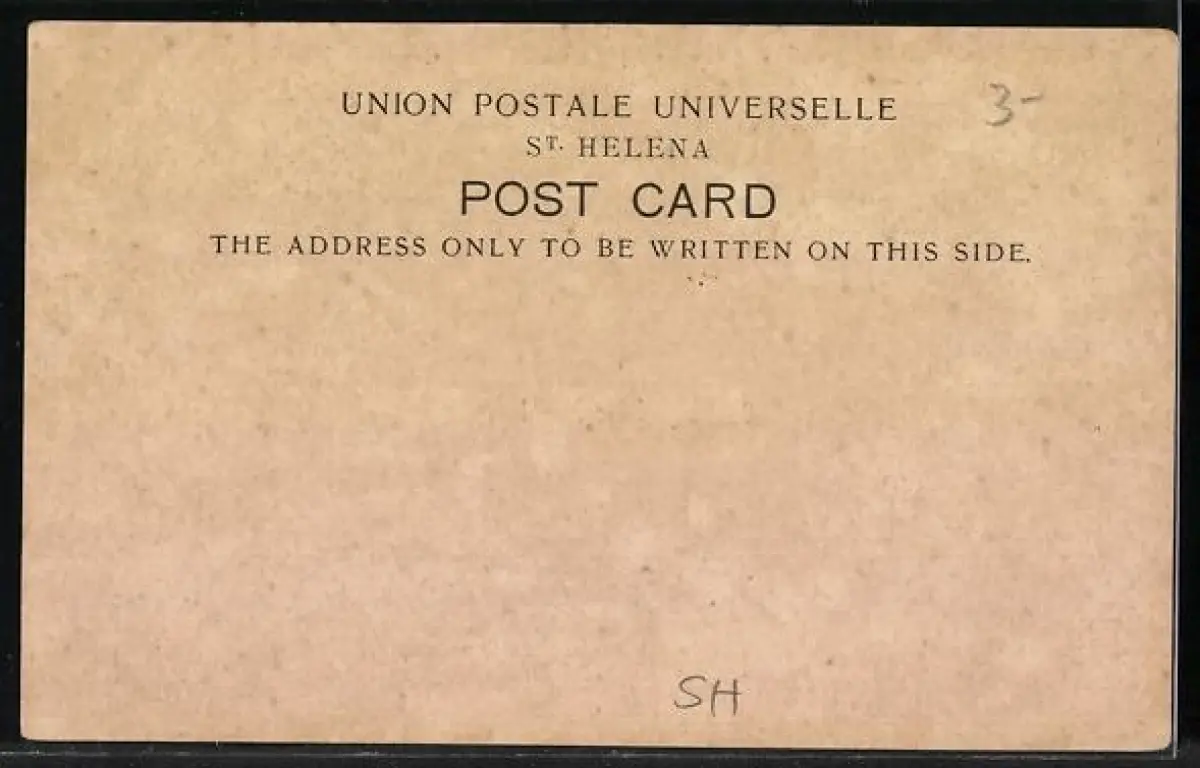 UNION POSTALE UNIVERSELLE
3-
ST. HELENA
POST CARD
THE ADDRESS ONLY TO BE WRITTEN ON THIS SIDE.
SH